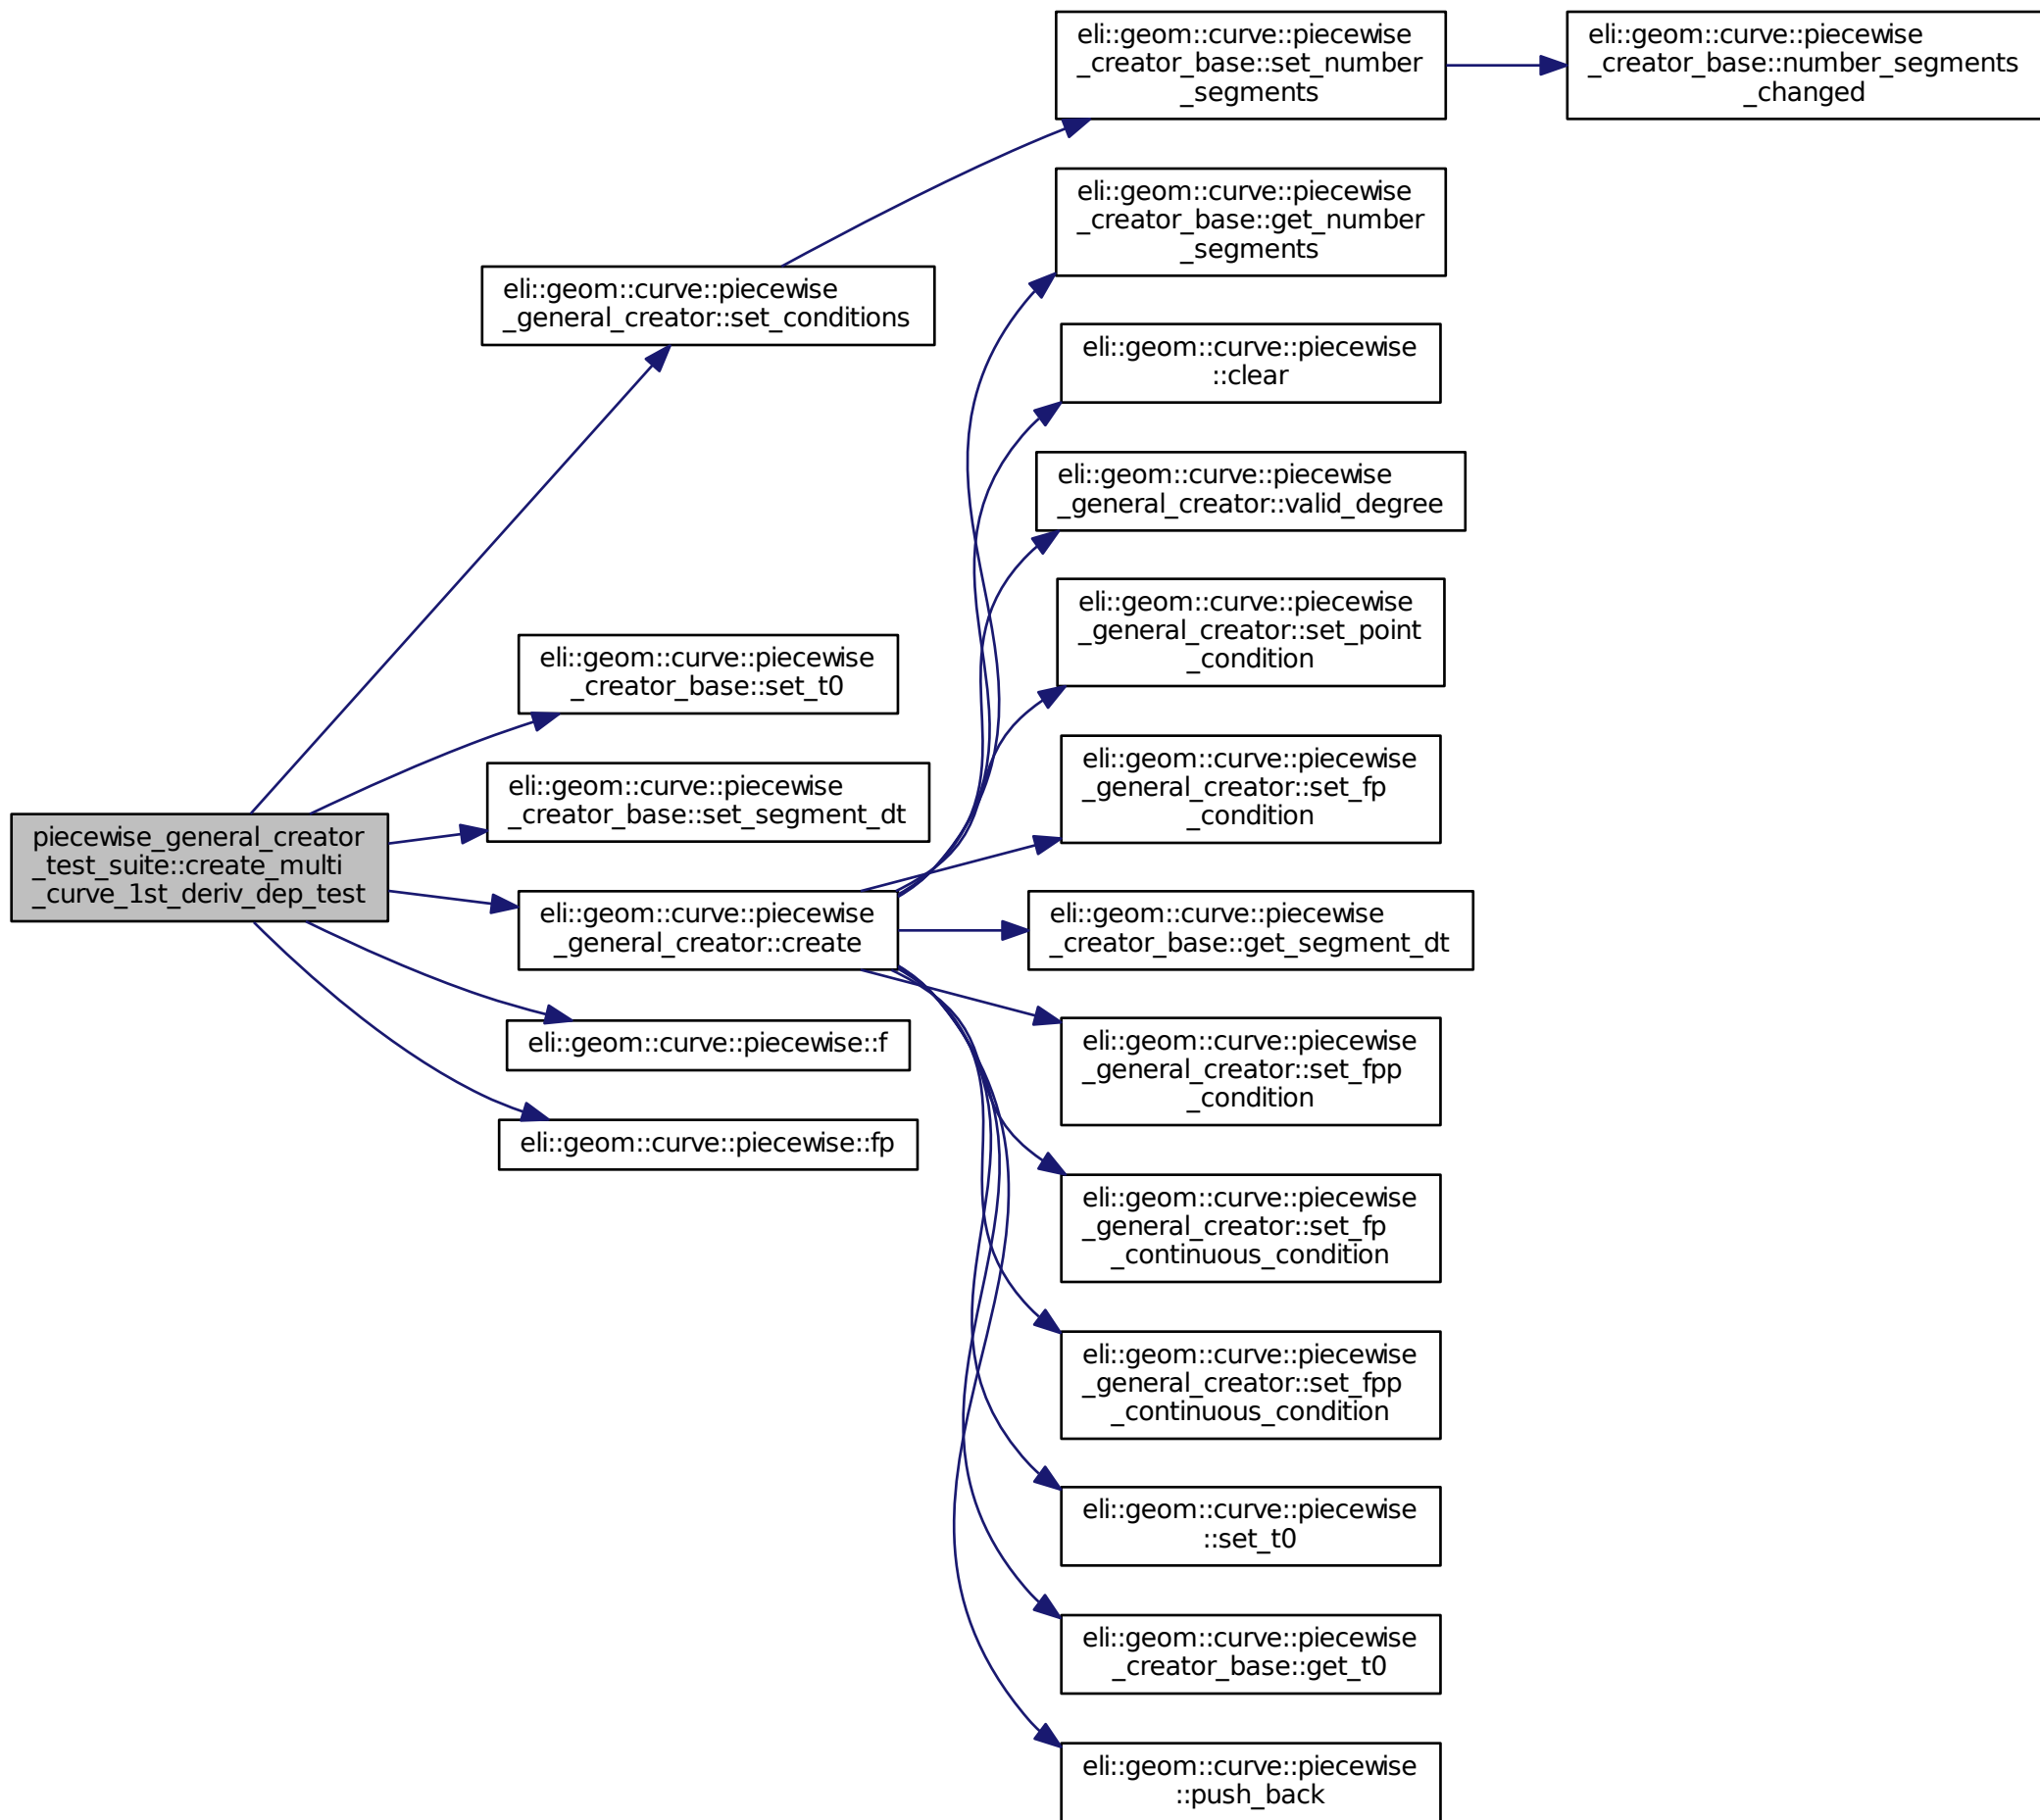 eli::geom::curve::piecewise
_creator_base::set_number
_segments
eli::geom::curve::piecewise
_creator_base::number_segments
_changed
eli::geom::curve::piecewise
_creator_base::get_number
_segments
eli::geom::curve::piecewise
_general_creator::set_conditions
eli::geom::curve::piecewise
::clear
eli::geom::curve::piecewise
_general_creator::valid_degree
eli::geom::curve::piecewise
_general_creator::set_point
_condition
eli::geom::curve::piecewise
_creator_base::set_t0
eli::geom::curve::piecewise
_general_creator::set_fp
_condition
eli::geom::curve::piecewise
_creator_base::set_segment_dt
piecewise_general_creator
_test_suite::create_multi
_curve_1st_deriv_dep_test
eli::geom::curve::piecewise
_general_creator::create
eli::geom::curve::piecewise
_creator_base::get_segment_dt
eli::geom::curve::piecewise::f
eli::geom::curve::piecewise
_general_creator::set_fpp
_condition
eli::geom::curve::piecewise::fp
eli::geom::curve::piecewise
_general_creator::set_fp
_continuous_condition
eli::geom::curve::piecewise
_general_creator::set_fpp
_continuous_condition
eli::geom::curve::piecewise
::set_t0
eli::geom::curve::piecewise
_creator_base::get_t0
eli::geom::curve::piecewise
::push_back